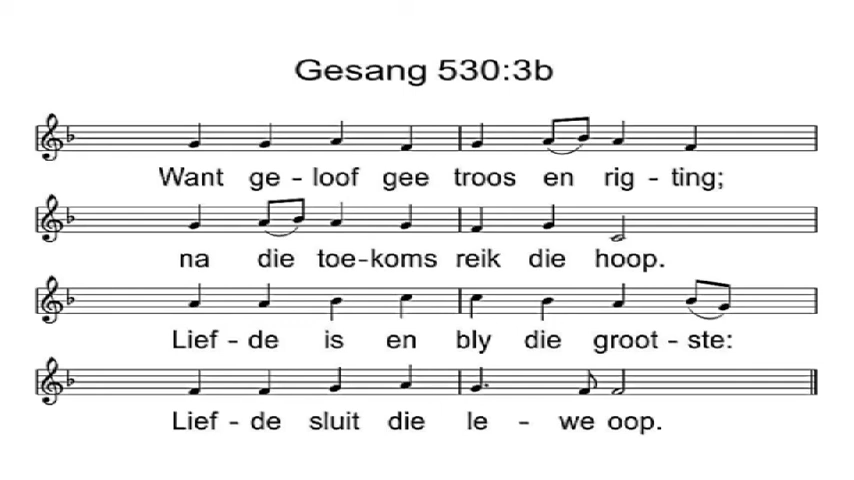 Gesang 530:3b
Want ge - loof gee troos en rig - ting;
na die toe-koms reik die hoop.
Lief - de is en bly die groot - ste:
Lief - de sluit die le - we oop.